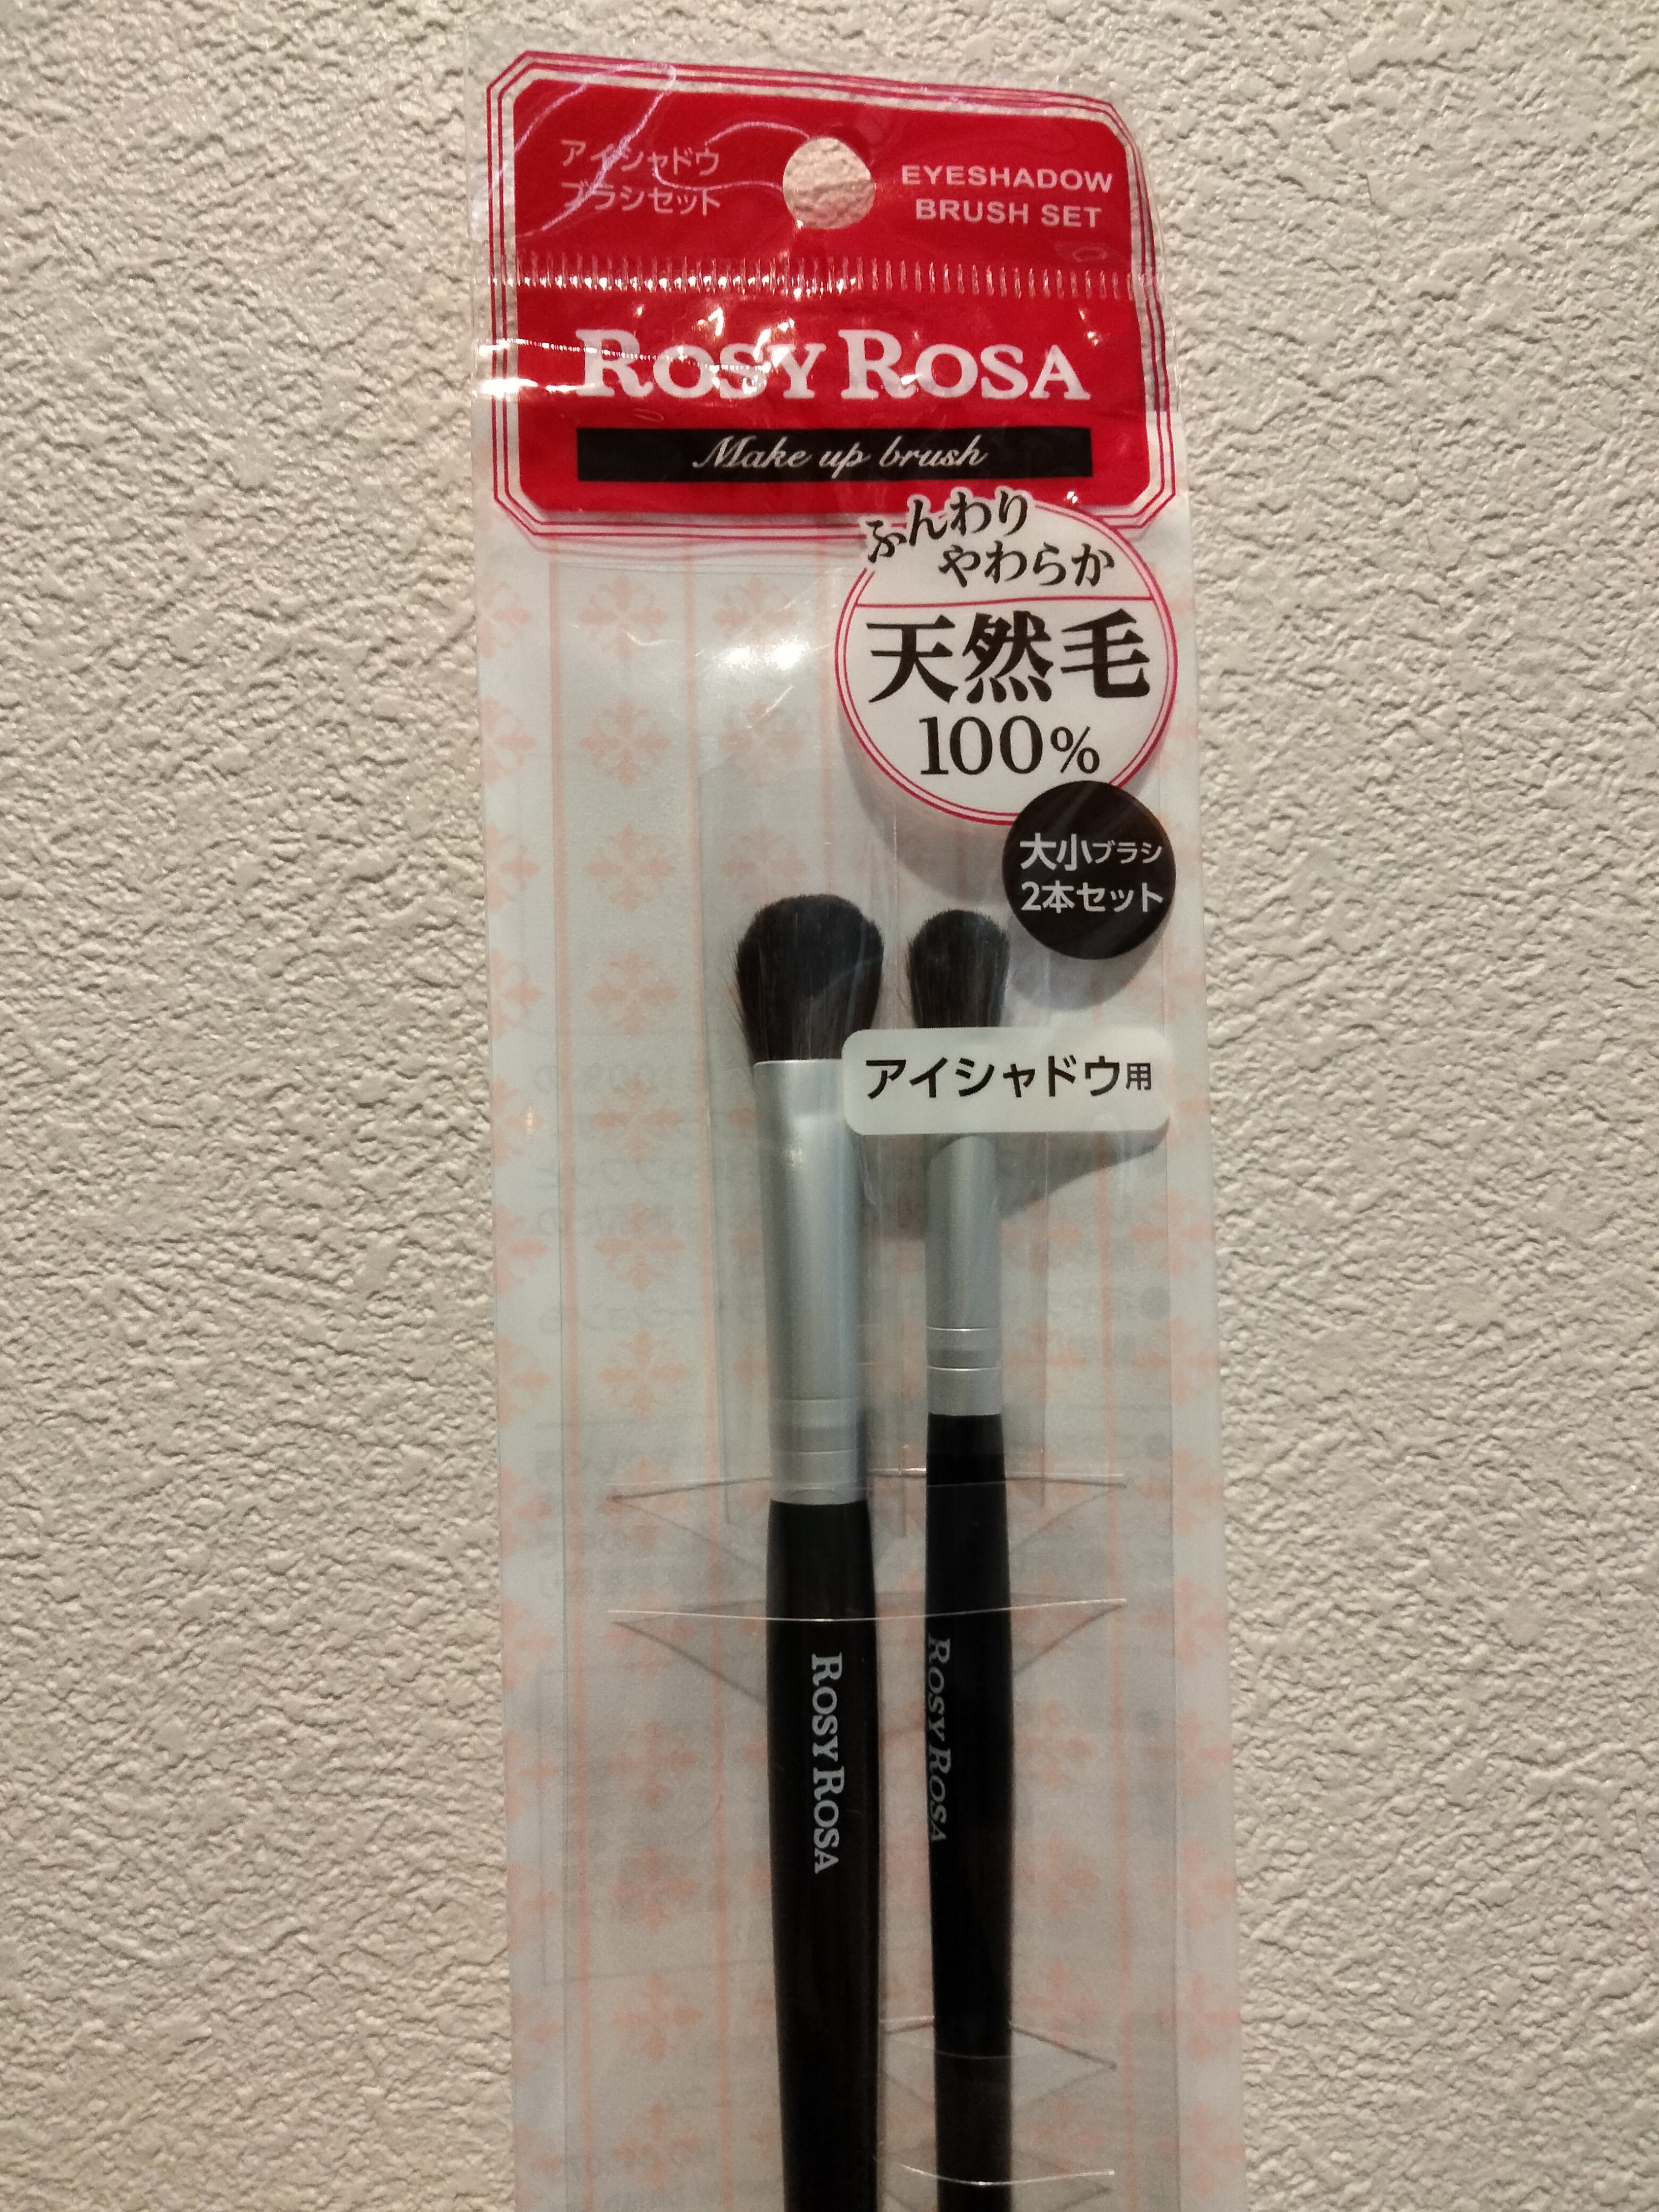 アイシャドウ
ブラシセット
EYESHADOW
BRUSH SET
ROSY ROSA
Make up brush
ふんわり
やわらか
天然毛
100%
大小ブラシ
2本セット
アイシャドウ用
ROSY ROSA
ROSY ROSA